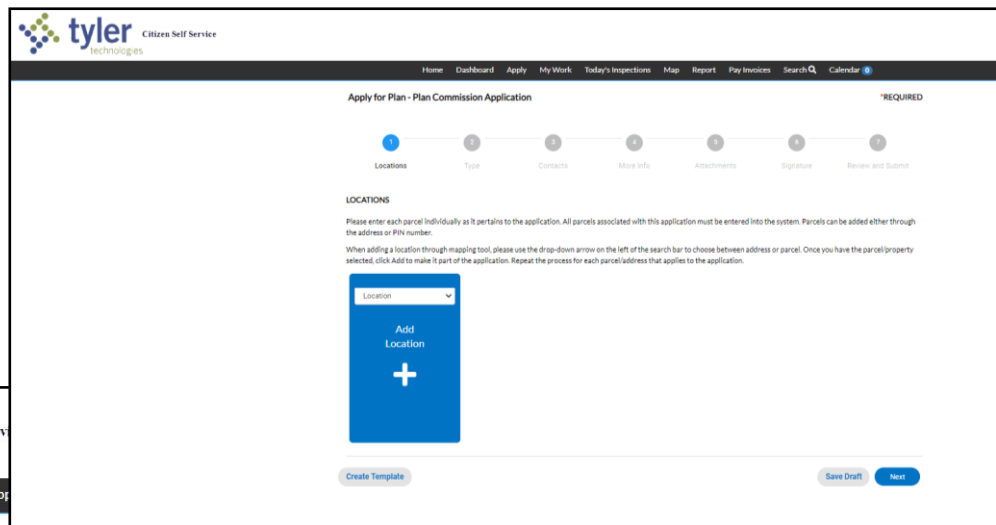 tyler
technologies
Citizen Self Service
Home Dashboard Apply My Work Today's Inspections Map Report Pay Invoices Search Calendar 0
Apply for Plan - Plan Commission Application
*REQUIRED
1 2 3 4 5 6 7
Locations Type Contacts More Info Attachments Signature Review and Submit
LOCATIONS
Please enter each parcel individually as it pertains to the application. All parcels associated with this application must be entered into the system. Parcels can be added either through
the address or PIN number.
When adding a location through mapping tool, please use the drop-down arrow on the left of the search bar to choose between address or parcel. Once you have the parcel/property
selected, click Add to make it part of the application. Repeat the process for each parcel/address that applies to the application.
Location
Add
Location
Create Template
Save Draft
Next